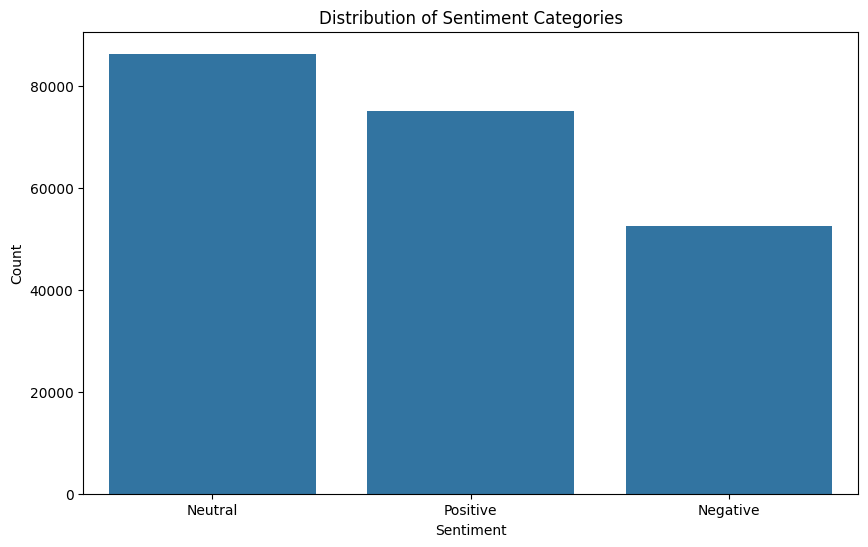 Distribution of Sentiment Categories
80000
60000
40000
20000
0
Count
Neutral
Positive
Negative
Sentiment